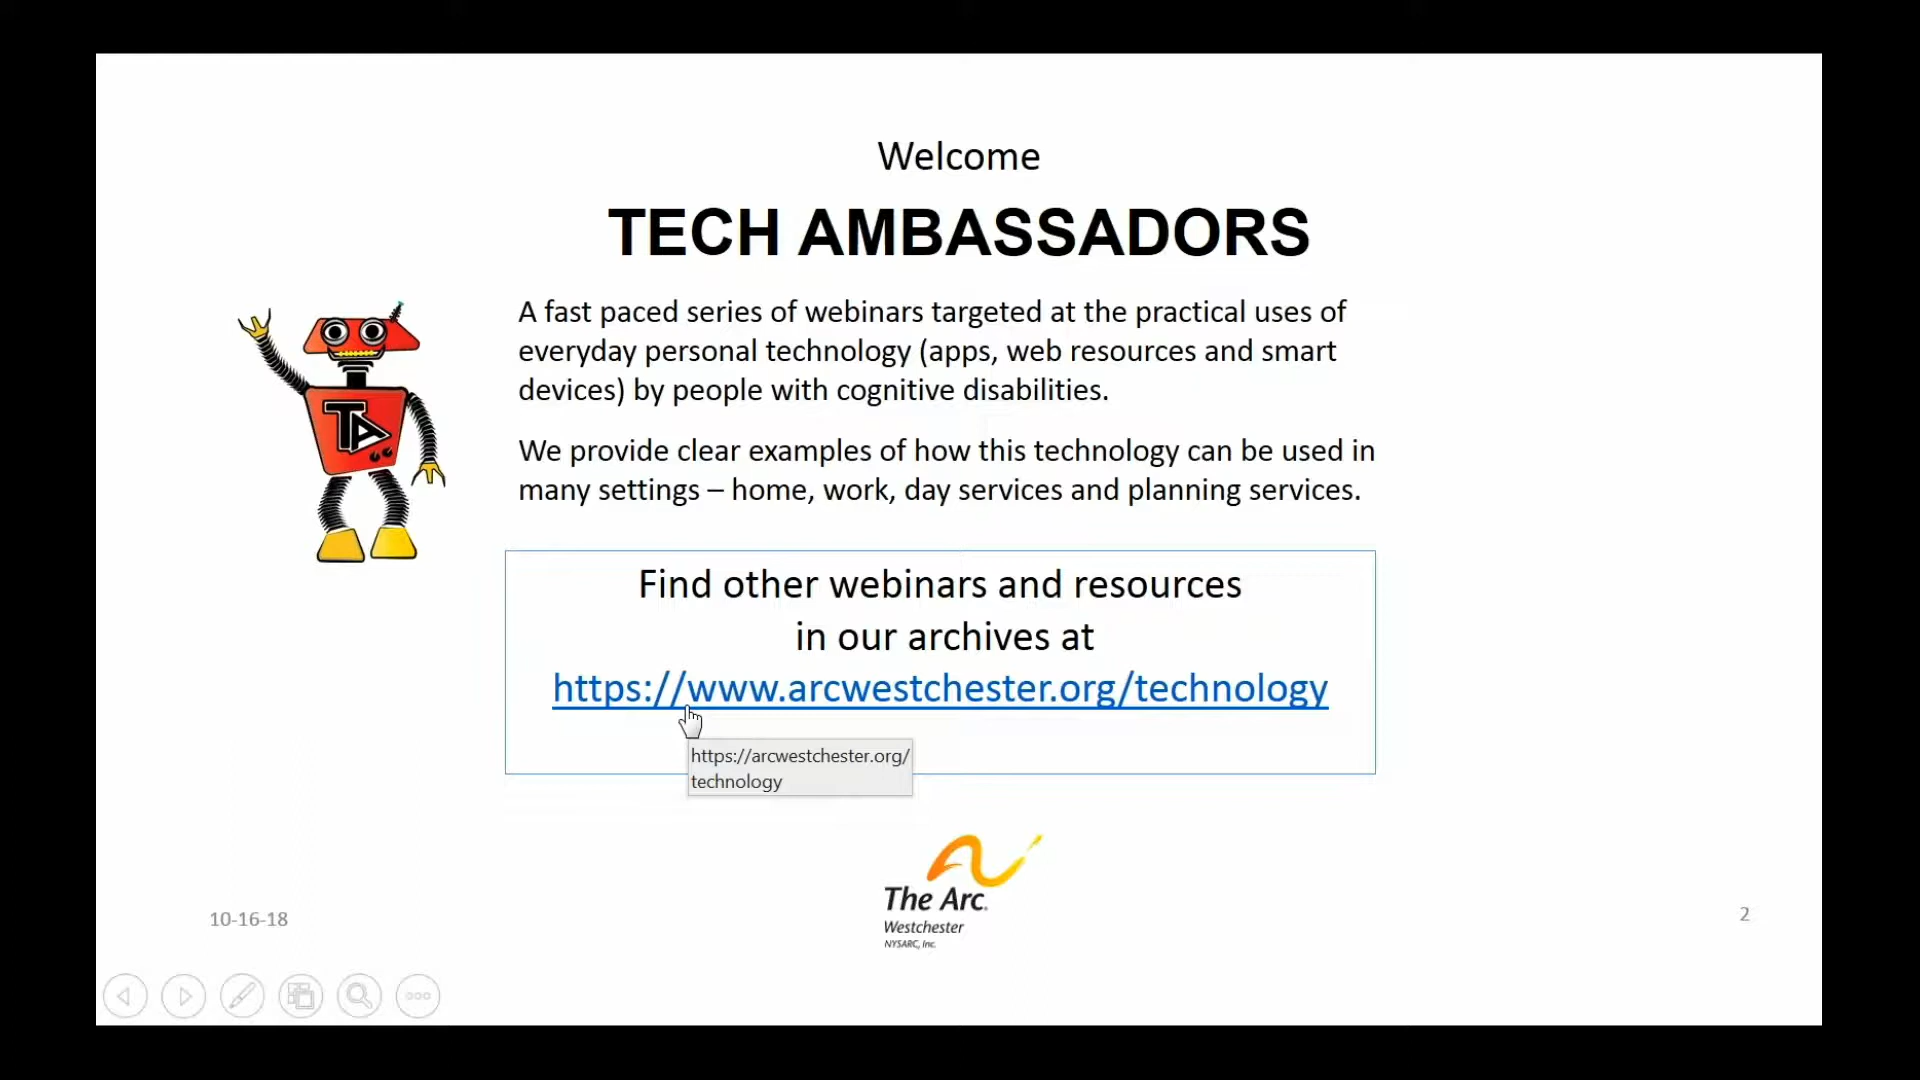 Welcome
TECH AMBASSADORS
A fast paced series of webinars targeted at the practical uses of
everyday personal technology (apps, web resources and smart
devices) by people with cognitive disabilities.
TA
We provide clear examples of how this technology can be used in
many settings – home, work, day services and planning services.
Find other webinars and resources
in our archives at
https://www.arcwestchester.org/technology
https://arcwestchester.org/
technology
The Arc.
Westchester
NYSARC, Inc.
10-16-18
2